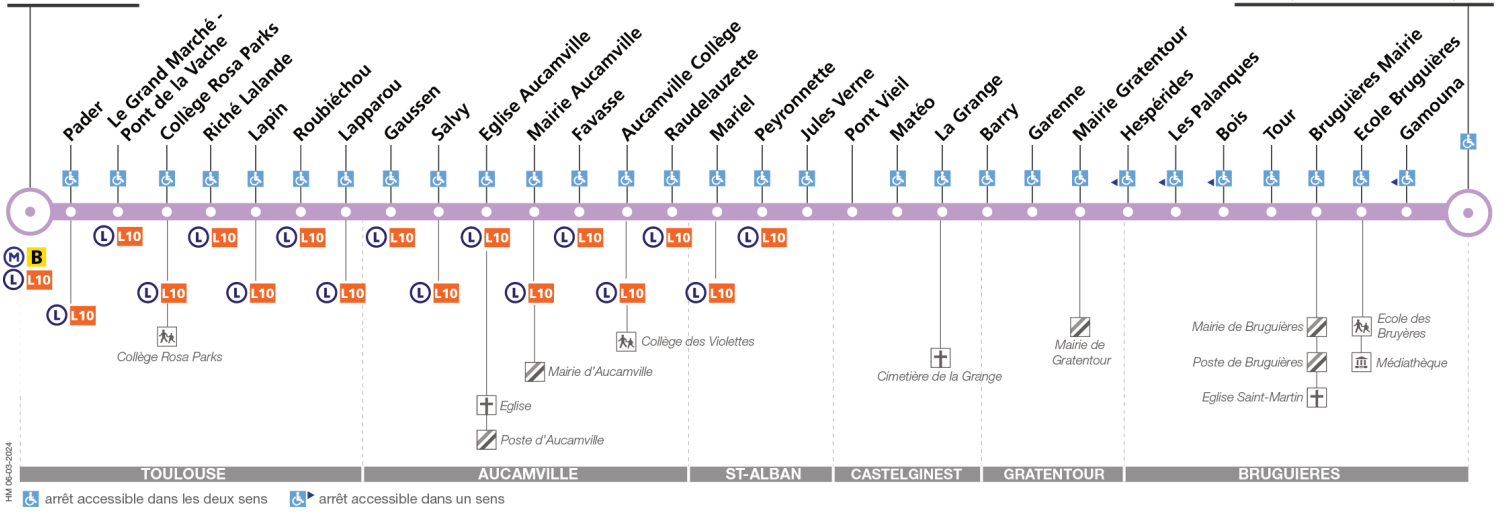 Pader
Le Grand Marché -
Pont de la Vache
Collège Rosa Parks
Riché Lalande
Lapin
Roubiéchou
Lapparou
Gaussen
Salvy
Eglise Aucamville
Mairie Aucamville
Favasse
Aucamville Collège
Raudelauzette
Mariel
Peyronnette
Jules Verne
Pont Vieil
Matéo
La Grange
Barry
Garenne
Mairie Gratentour
Hespérides
Les Palanques
Bois
Tour
Bruguières Mairie
Ecole Bruguières
Gamouna
L L10
L L10
L L10
L L10
L L10
L L10
L L10
M B
L L10
L L10
L L10
L L10
L L10
L L10
L L10
L L10
L L10
L L10
Collège Rosa Parks
Mairie d'Aucamville
Eglise
Poste d'Aucamville
Collège des Violettes
Cimetière de la Grange
Mairie de
Gratentour
Mairie de Bruguières
Poste de Bruguières
Eglise Saint-Martin
Ecole des
Bruyères
Médiathèque
TOULOUSE
AUCAMVILLE
ST-ALBAN
CASTELGINEST
GRATENTOUR
BRUGUIERES
HM 06-03-2024
arrêt accessible dans les deux sens
arrêt accessible dans un sens